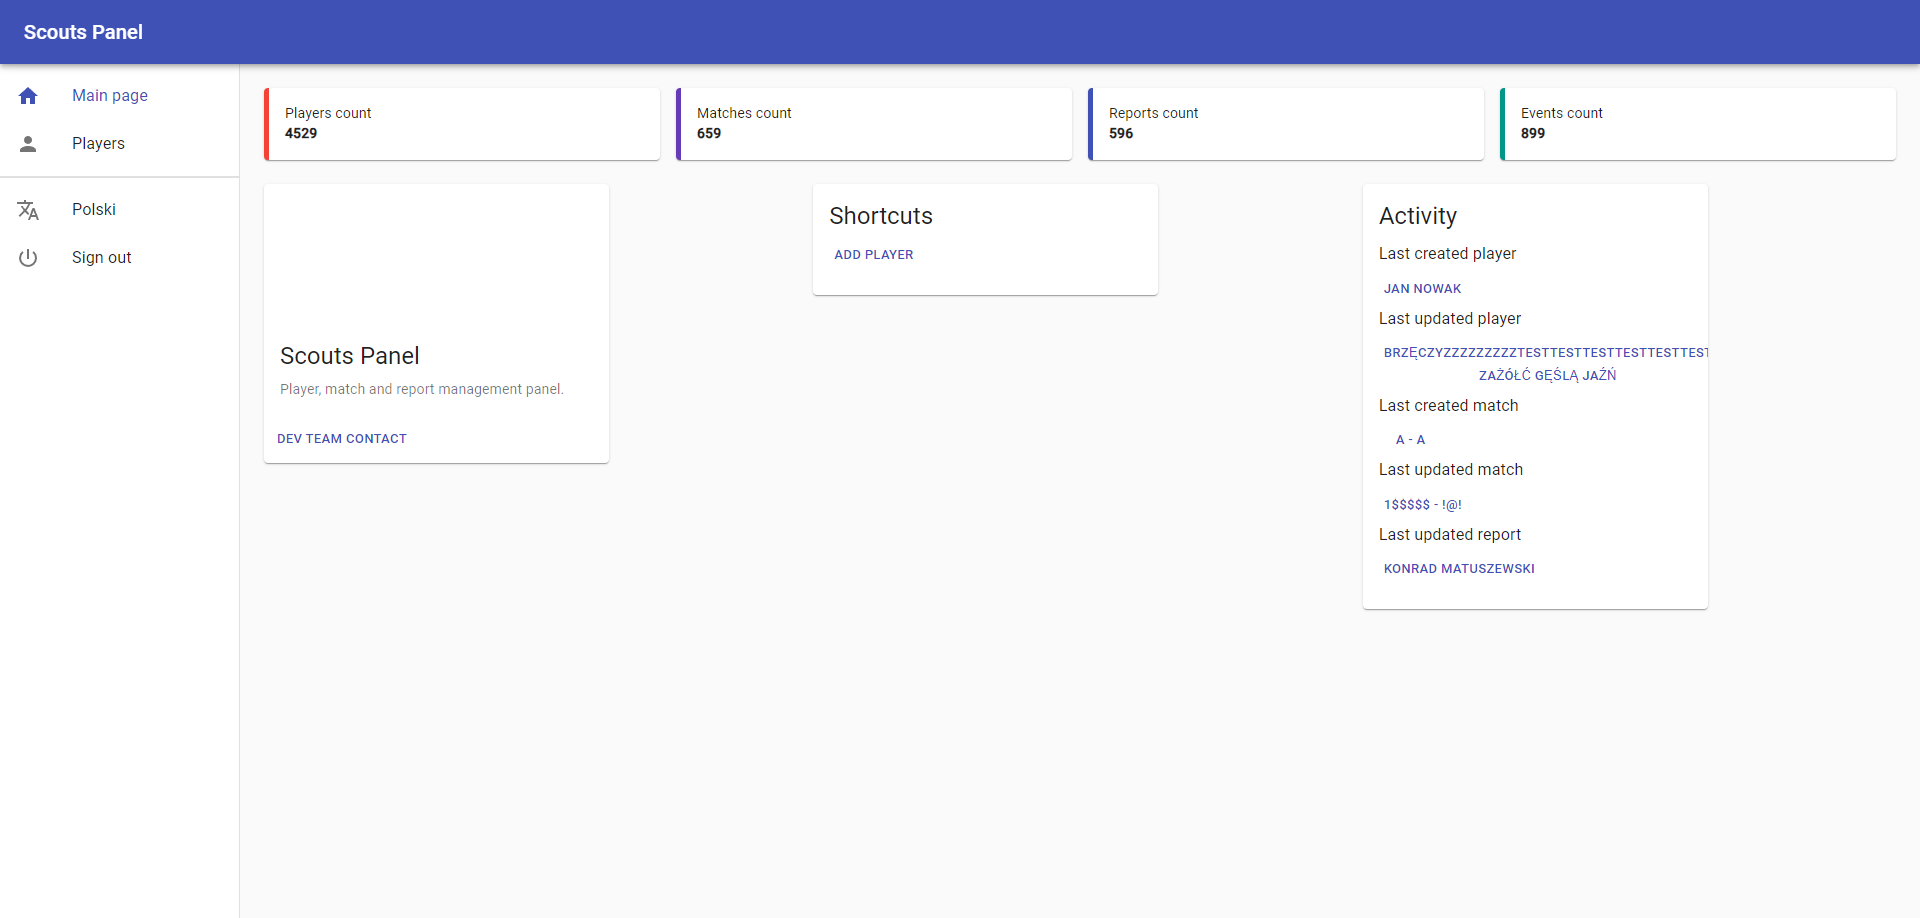 Scouts Panel
Main page
Players
Polski
Sign out
Players count
4529
Matches count
659
Reports count
596
Events count
899
Scouts Panel
Player, match and report management panel.
DEV TEAM CONTACT
Shortcuts
ADD PLAYER
Activity
Last created player
JAN NOWAK
Last updated player
BRZĘCZYZZZZZZZZZTESTTESTTESTTESTTESTTEST
ZAŻÓŁĆ GĘŚLĄ JAŹŃ
Last created match
A - A
Last updated match
1$$$$$ - !@!
Last updated report
KONRAD MATUSZEWSKI